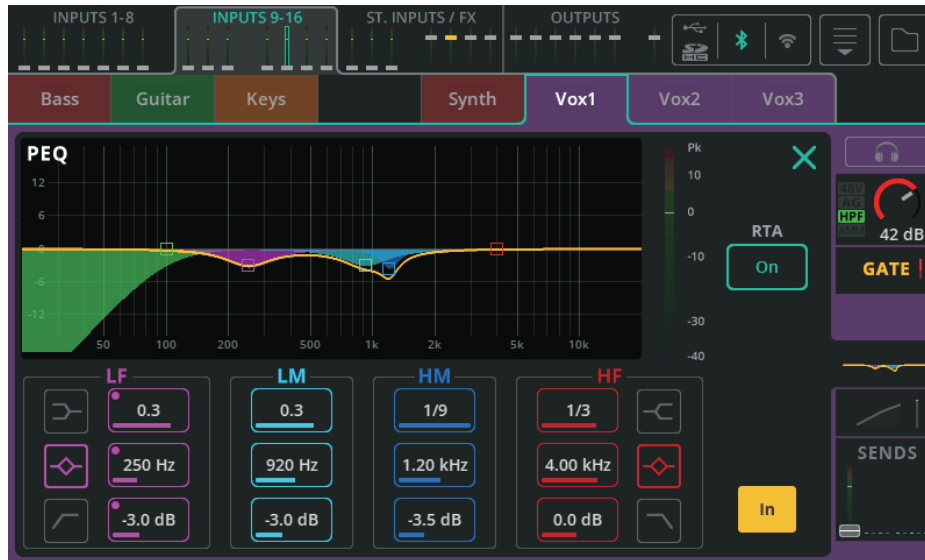 INPUTS 1-8 INPUTS 9-16 ST. INPUTS / FX OUTPUTS
Bass Guitar Keys Synth Vox1 Vox2 Vox3
PEQ
12
6
0
-6
-12
50 100 200 500 1k 2k 5k 10k
Pk
10
0
-10
-30
-40
RTA
On
48V
AG
HPF
AMM
42 dB
GATE
LF LM HM HF
0.3 0.3 1/9 1/3
250 Hz 920 Hz 1.20 kHz 4.00 kHz
-3.0 dB -3.0 dB -3.5 dB 0.0 dB
In
SENDS